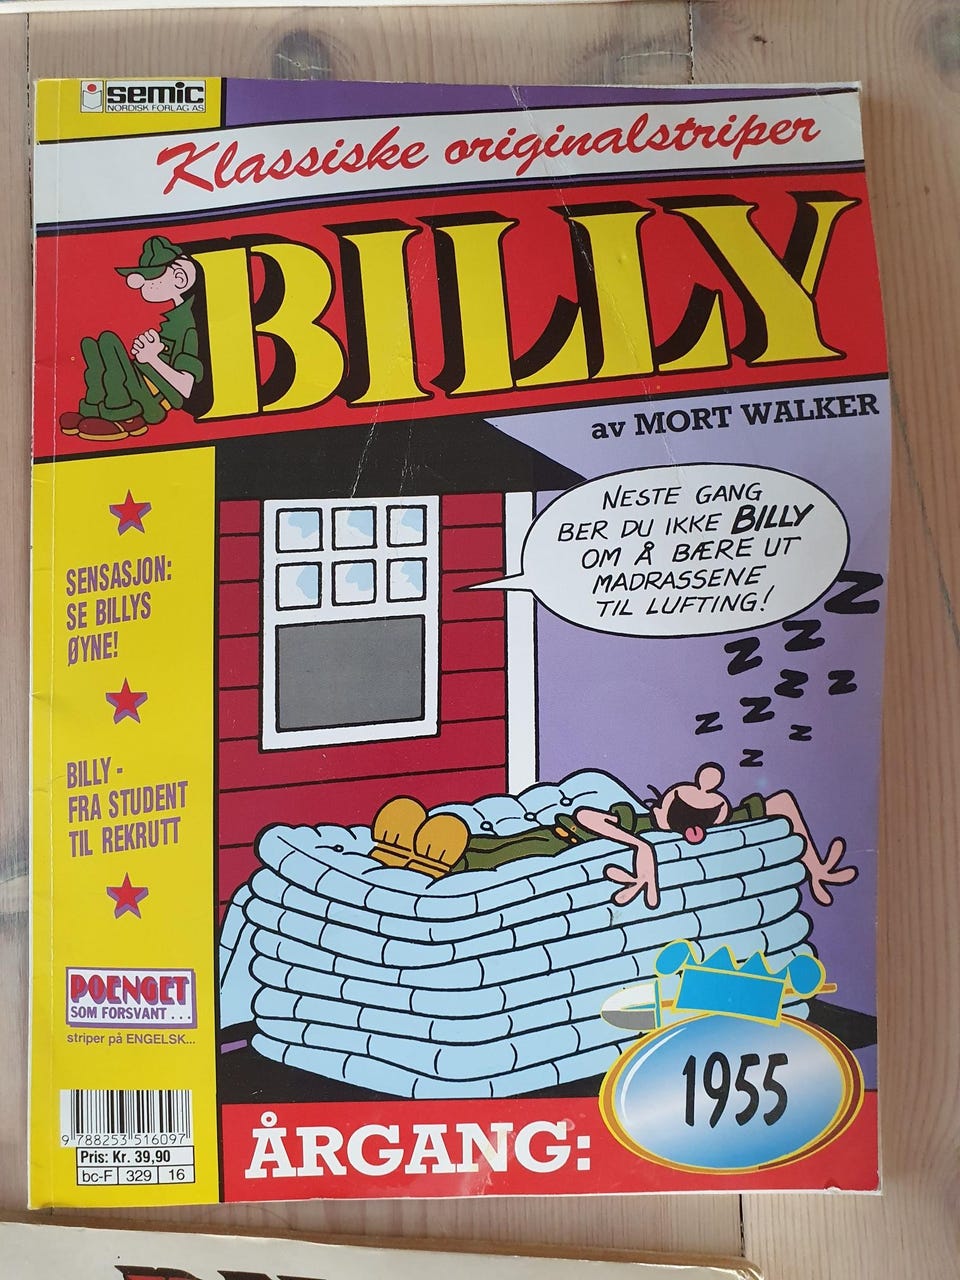 semic
NORDISK FORLAG AS
Klassiske originalstriper
BILLY
av MORT WALKER
NESTE GANG
BER DU IKKE BILLY
OM Å BÆRE UT
MADRASSENE
TIL LUFTING!
Z Z Z Z Z Z Z Z Z
SENSASJON:
SE BILLYS
ØYNE!
BILLY -
FRA STUDENT
TIL REKRUTT
POENGET
SOM FORSVANT...
striper på ENGELSK...
9 788253 516097
Pris: Kr. 39,90
bc-F 329 16
ÅRGANG:
1955